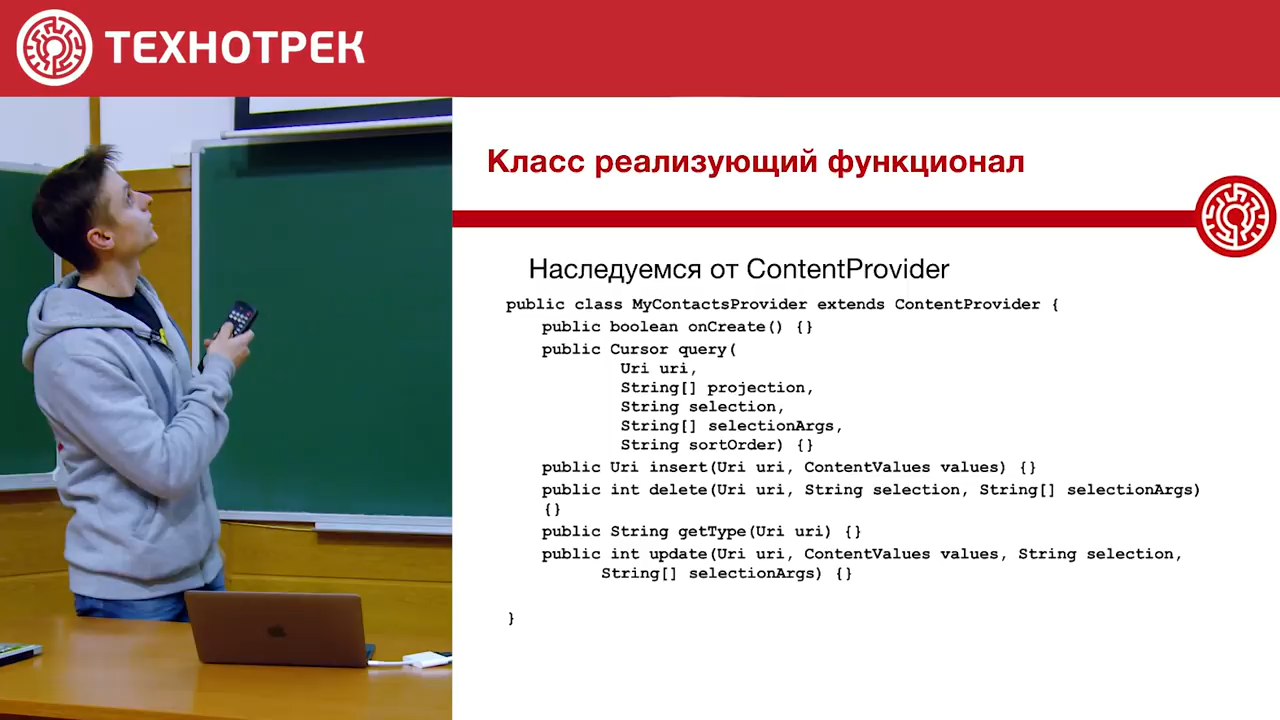 ТЕХНОТРЕК
Класс реализующий функционал
Наследуемся от ContentProvider
public class MyContactsProvider extends ContentProvider {
public boolean onCreate() {}
public Cursor query(
Uri uri,
String[] projection,
String selection,
String[] selectionArgs,
String sortOrder) {}
public Uri insert(Uri uri, ContentValues values) {}
public int delete(Uri uri, String selection, String[] selectionArgs)
{}
public String getType(Uri uri) {}
public int update(Uri uri, ContentValues values, String selection,
String[] selectionArgs) {}
}